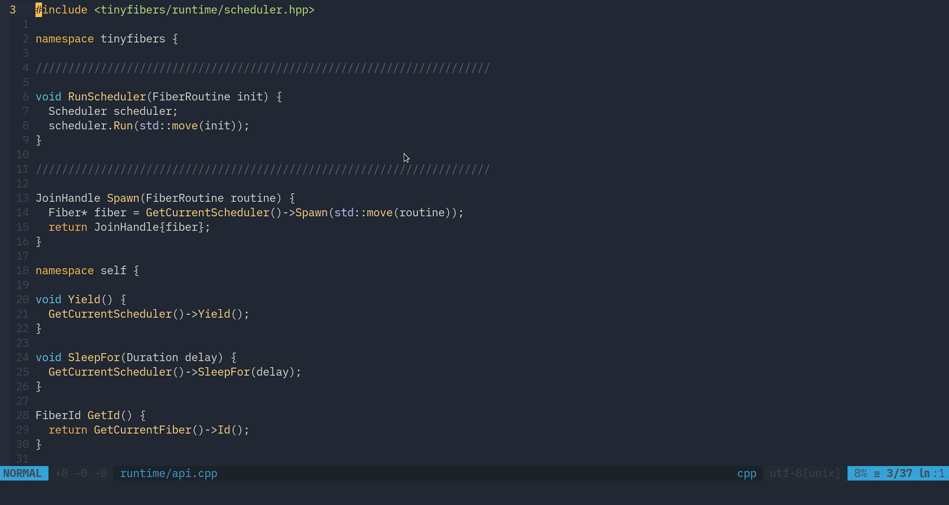 3 #include <tinyfibers/runtime/scheduler.hpp>
1
2 namespace tinyfibers {
3
4 //////////////////////////////////////////////////////////////////////
5
6 void RunScheduler(FiberRoutine init) {
7   Scheduler scheduler;
8   scheduler.Run(std::move(init));
9 }
10
11 //////////////////////////////////////////////////////////////////////
12
13 JoinHandle Spawn(FiberRoutine routine) {
14   Fiber* fiber = GetCurrentScheduler()->Spawn(std::move(routine));
15   return JoinHandle{fiber};
16 }
17
18 namespace self {
19
20 void Yield() {
21   GetCurrentScheduler()->Yield();
22 }
23
24 void SleepFor(Duration delay) {
25   GetCurrentScheduler()->SleepFor(delay);
26 }
27
28 FiberId GetId() {
29   return GetCurrentFiber()->Id();
30 }
31
NORMAL +0 ~0 -0 runtime/api.cpp cpp utf-8[unix] 8% ≡ 3/37 ln :1